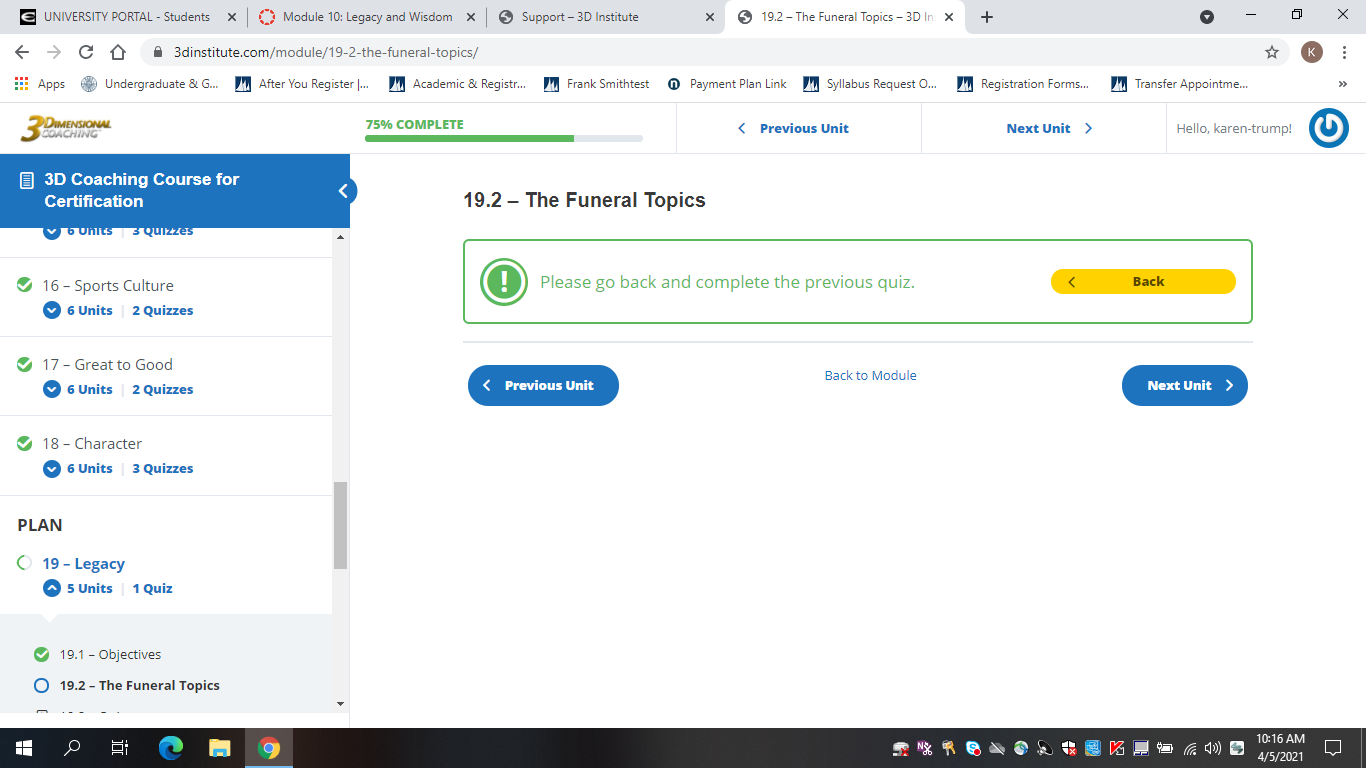 UNIVERSITY PORTAL - Students
Module 10: Legacy and Wisdom
Support – 3D Institute
19.2 – The Funeral Topics – 3D In
3dinstitute.com/module/19-2-the-funeral-topics/
K
Apps
Undergraduate & G...
After You Register |...
Academic & Registr...
Frank Smithtest
Payment Plan Link
Syllabus Request O...
Registration Forms...
Transfer Appointme...
»
3 DIMENSIONAL
COACHING
75% COMPLETE
Previous Unit
Next Unit
Hello, karen-trump!
3D Coaching Course for
Certification
6 Units | 3 Quizzes
16 – Sports Culture
6 Units | 2 Quizzes
17 – Great to Good
6 Units | 2 Quizzes
18 – Character
6 Units | 3 Quizzes
PLAN
19 – Legacy
5 Units | 1 Quiz
19.1 – Objectives
19.2 – The Funeral Topics
19.2 – The Funeral Topics
Please go back and complete the previous quiz.
Back
Previous Unit
Back to Module
Next Unit
10:16 AM
4/5/2021